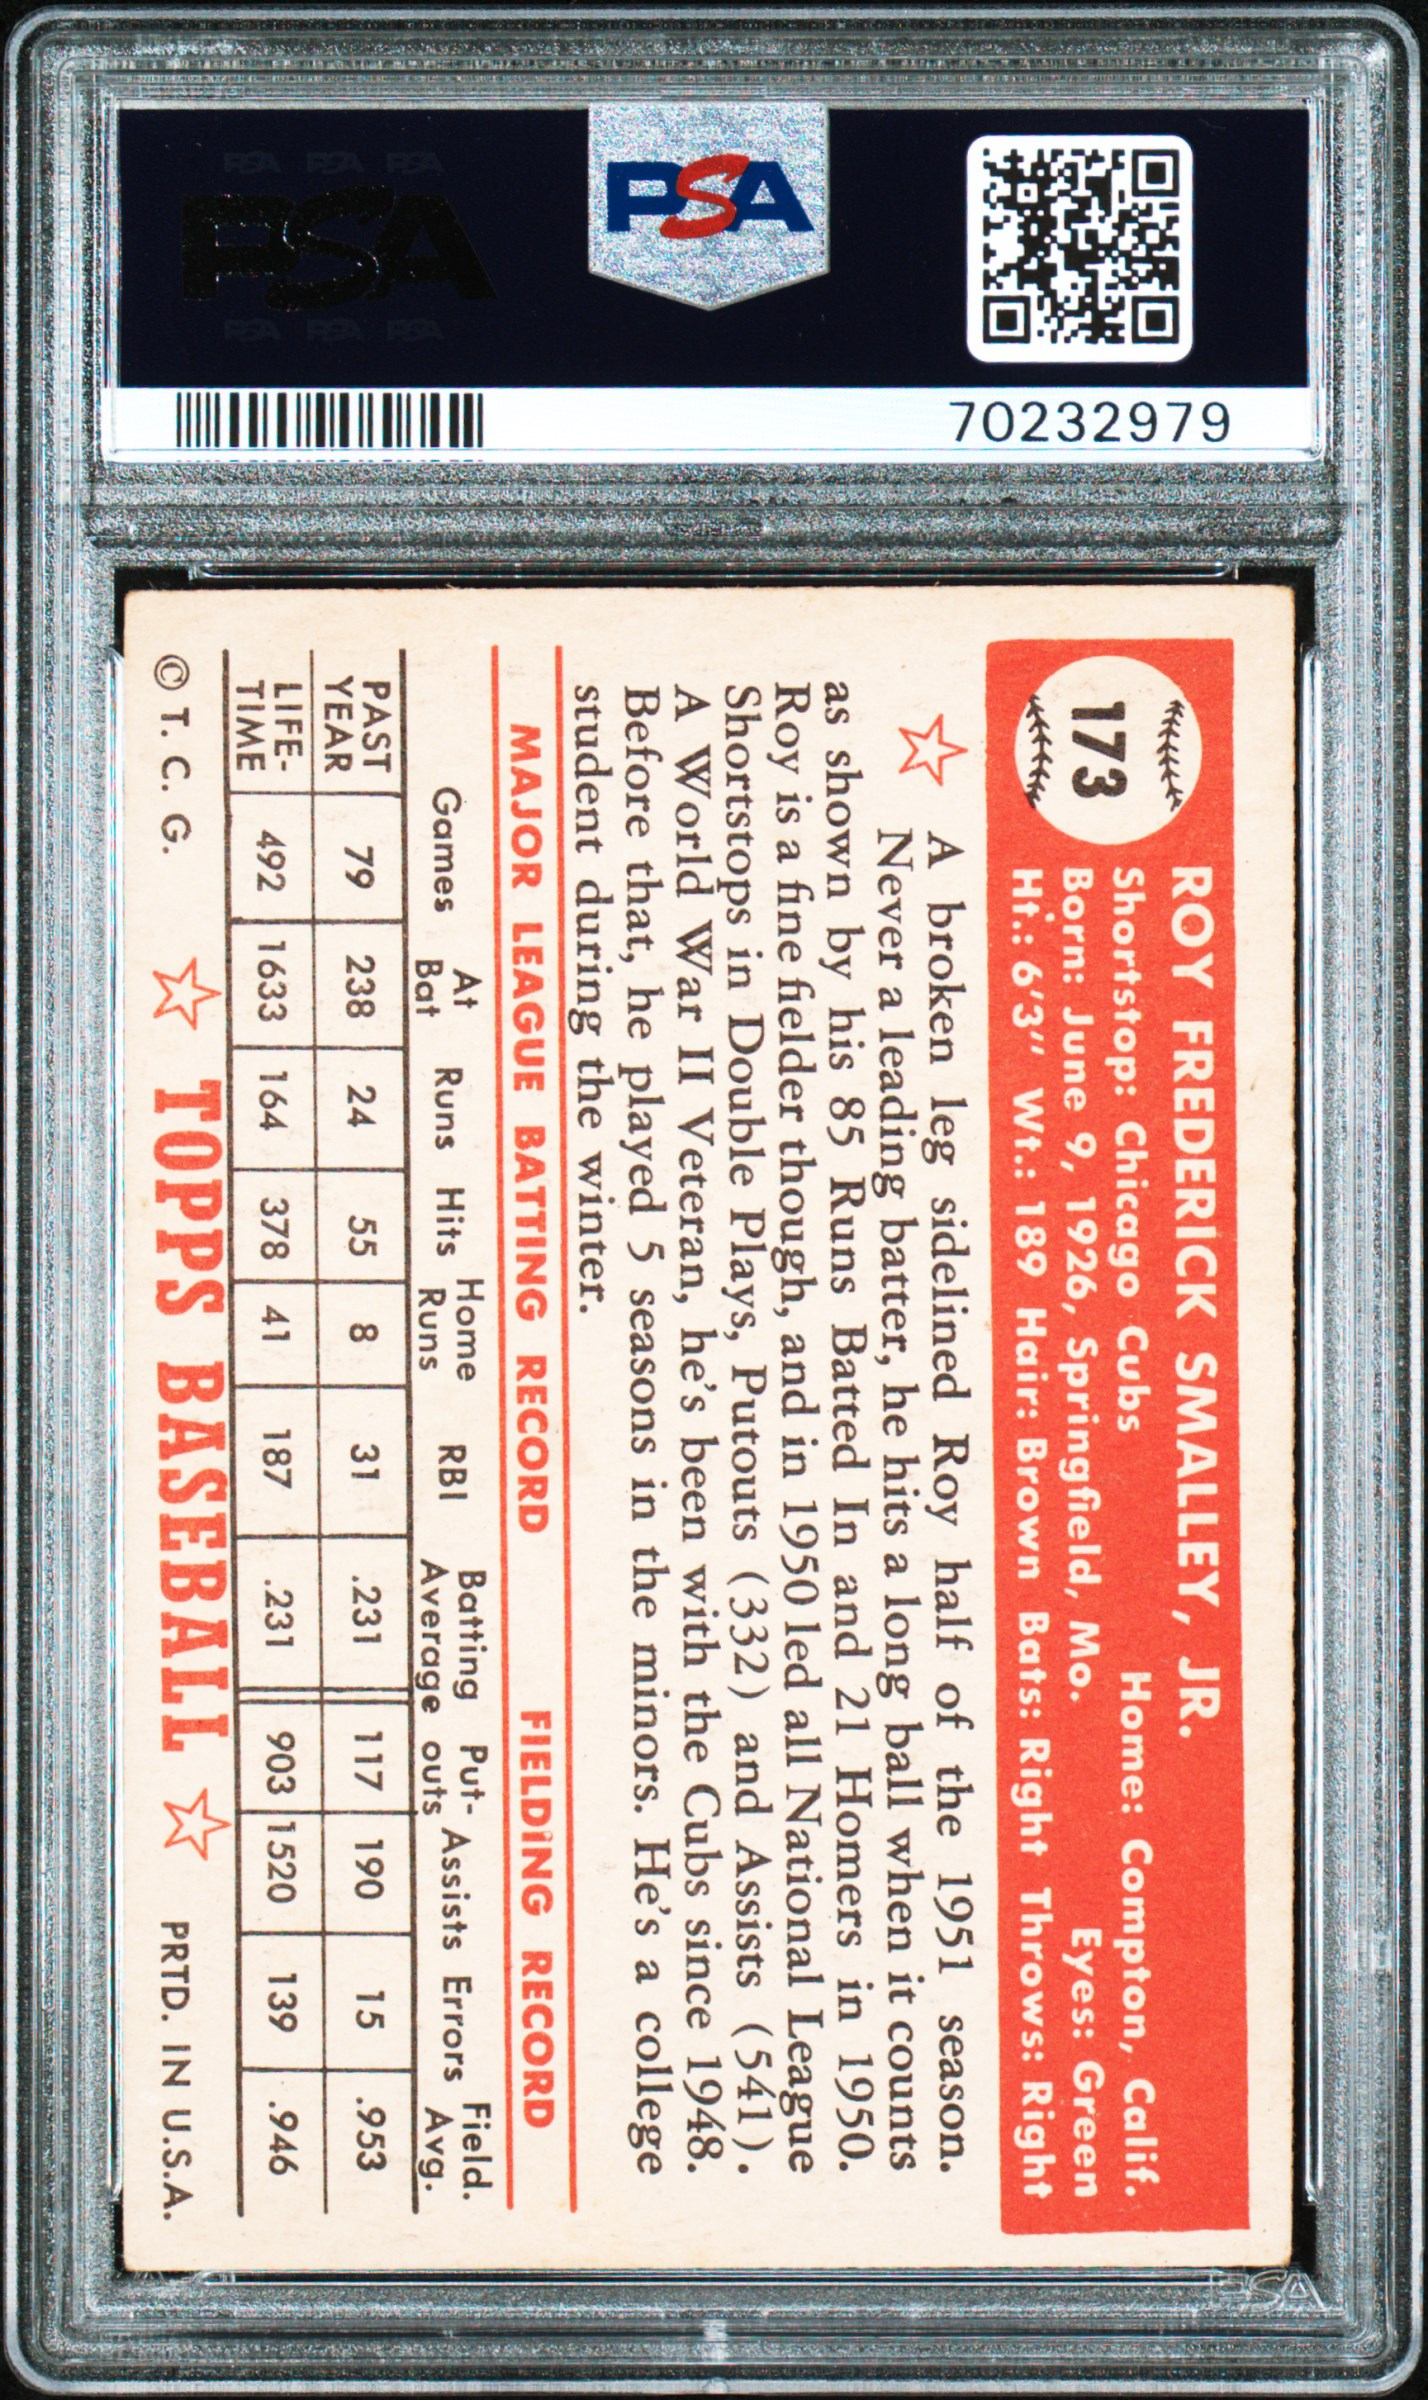 PSA PSA PSA
PSA
PSA PSA PSA
PSA
70232979
173
ROY FREDERICK SMALLEY, JR.
Shortstop: Chicago Cubs Home: Compton, Calif.
Born: June 9, 1926, Springfield, Mo. Eyes: Green
Ht.: 6'3" Wt.: 189 Hair: Brown Bats: Right Throws: Right
A broken leg sidelined Roy half of the 1951 season.
Never a leading batter, he hits a long ball when it counts
as shown by his 85 Runs Batted In and 21 Homers in 1950.
Roy is a fine fielder though, and in 1950 led all National League
Shortstops in Double Plays, Putouts (332) and Assists (541).
A World War II Veteran, he's been with the Cubs since 1948.
Before that, he played 5 seasons in the minors. He's a college
student during the winter.
MAJOR LEAGUE BATTING RECORD FIELDING RECORD
Games At Bat Runs Hits Home Runs RBI Batting Average Put-outs Assists Errors Field. Avg.
PAST YEAR 79 238 24 55 8 31 .231 117 190 15 .953
LIFE-TIME 492 1633 164 378 41 187 .231 903 1520 139 .946
© T. C. G. TOPPS BASEBALL PRTD. IN U.S.A.
PSA